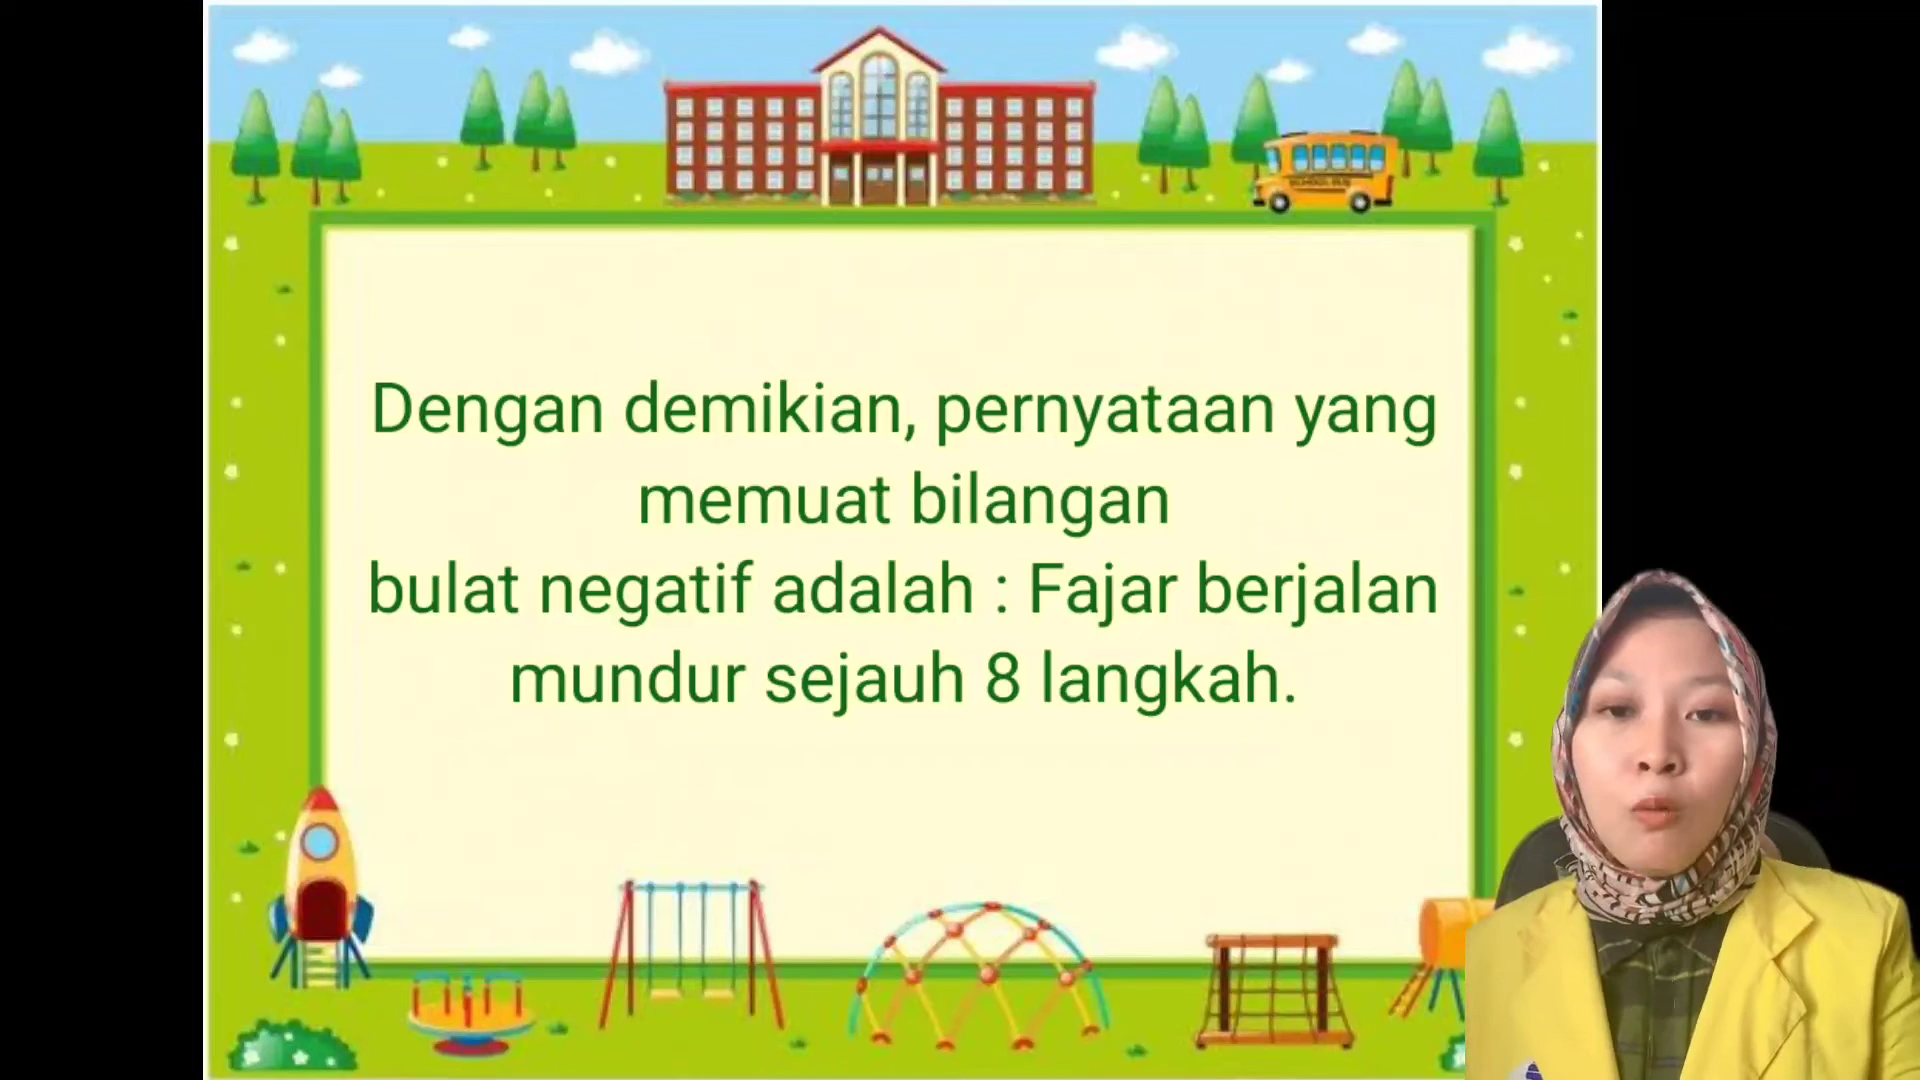 Dengan demikian, pernyataan yang
memuat bilangan
bulat negatif adalah : Fajar berjalan
mundur sejauh 8 langkah.